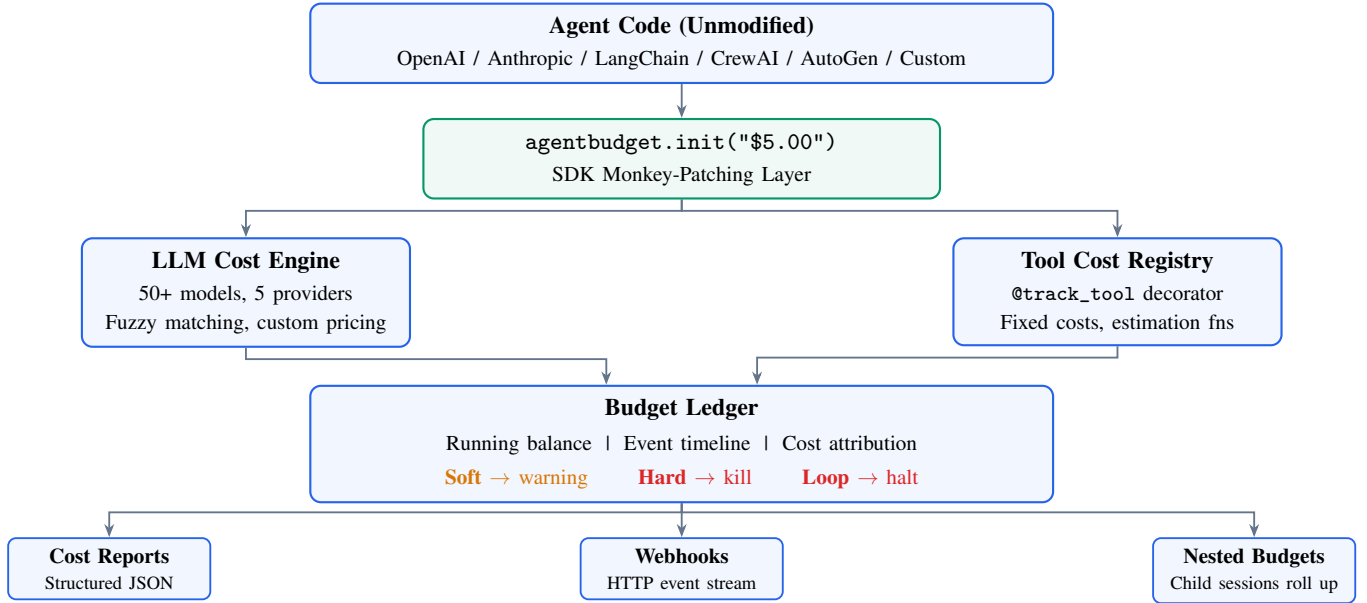 Agent Code (Unmodified)
OpenAI / Anthropic / LangChain / CrewAI / AutoGen / Custom
agentbudget.init("$5.00")
SDK Monkey-Patching Layer
LLM Cost Engine
50+ models, 5 providers
Fuzzy matching, custom pricing
Tool Cost Registry
@track_tool decorator
Fixed costs, estimation fns
Budget Ledger
Running balance | Event timeline | Cost attribution
Soft → warning Hard → kill Loop → halt
Cost Reports
Structured JSON
Webhooks
HTTP event stream
Nested Budgets
Child sessions roll up